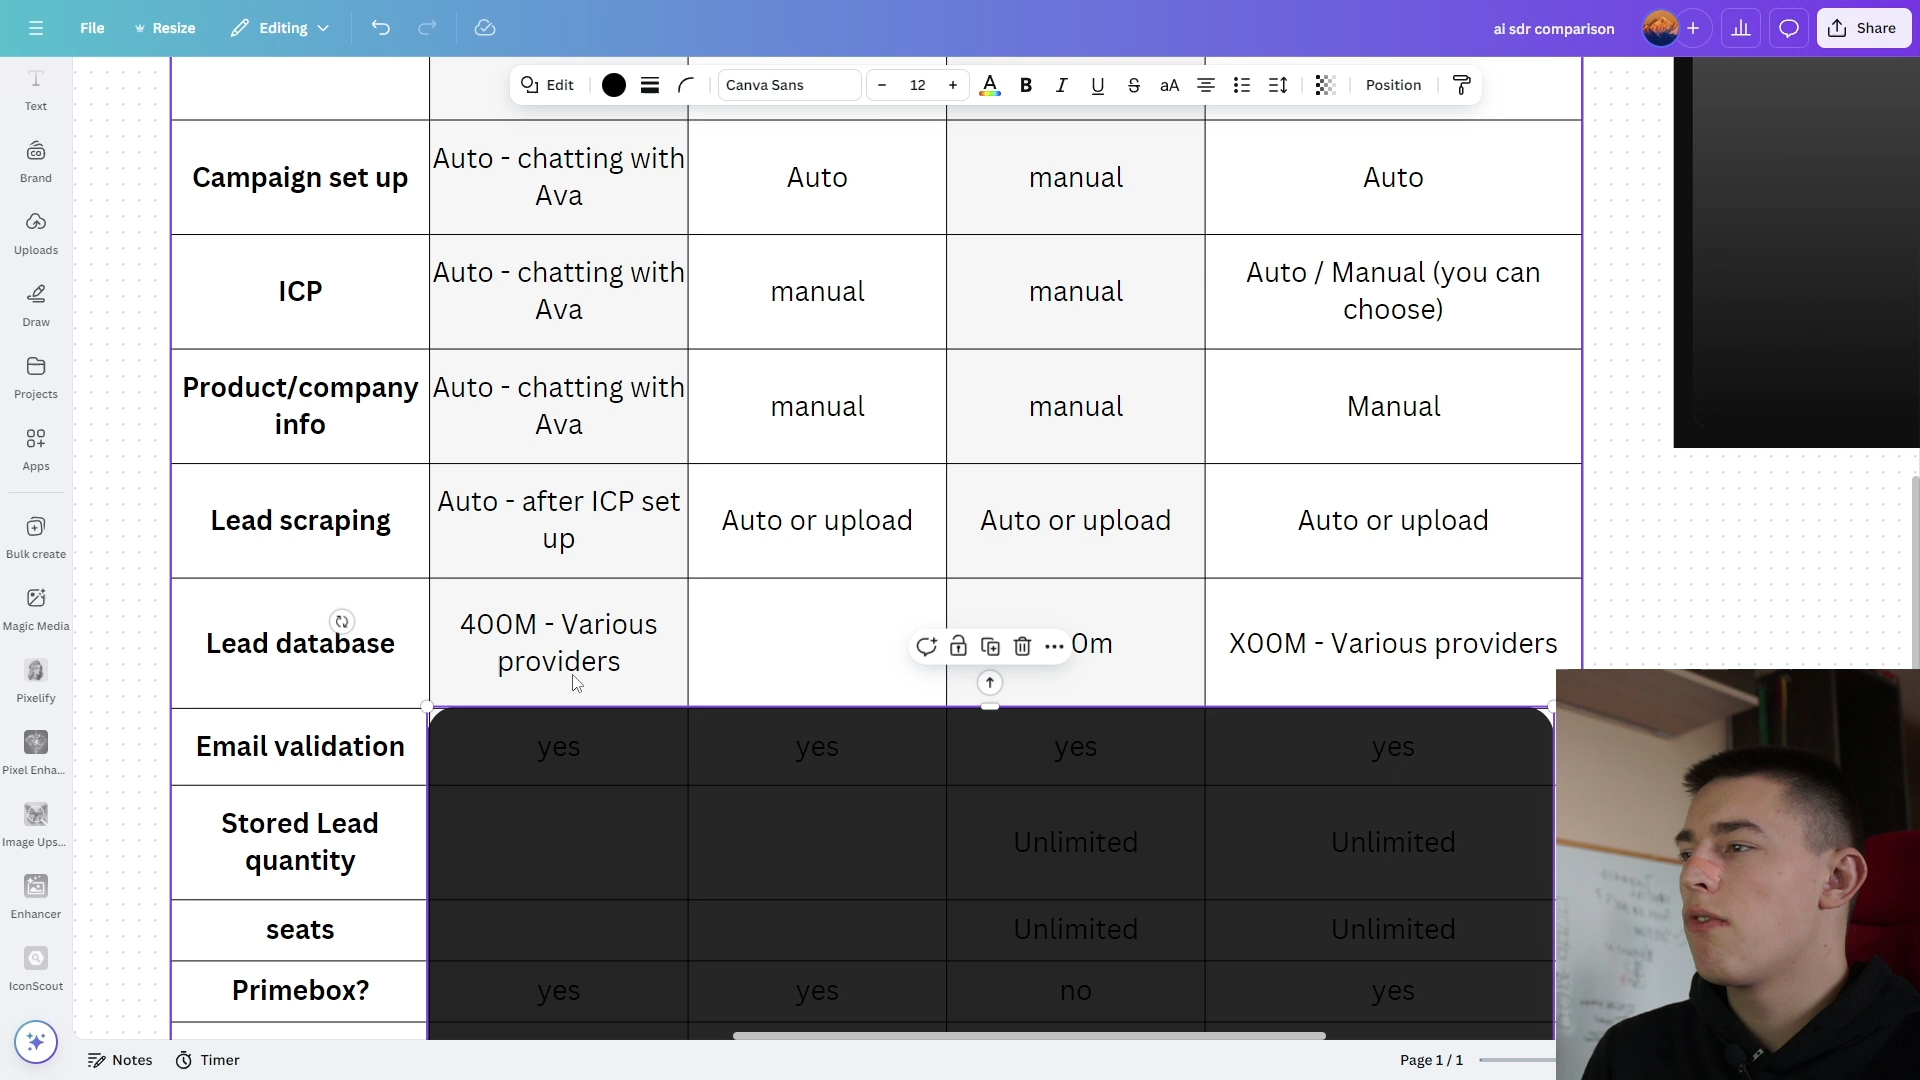 File
Resize
Editing
ai sdr comparison
Share
Edit
Canva Sans
12
A
B
I
U
S
aA
Position
Text
Brand
Uploads
Draw
Projects
Apps
Bulk create
Magic Media
Pixelify
Pixel Enha...
Image Ups...
Enhancer
IconScout
Campaign set up
Auto - chatting with
Ava
Auto
manual
Auto
ICP
Auto - chatting with
Ava
manual
manual
Auto / Manual (you can
choose)
Product/company
info
Auto - chatting with
Ava
manual
manual
Manual
Lead scraping
Auto - after ICP set
up
Auto or upload
Auto or upload
Auto or upload
Lead database
400M - Various
providers
0m
X00M - Various providers
Email validation
yes
yes
yes
yes
Stored Lead
quantity
Unlimited
Unlimited
seats
Unlimited
Unlimited
Primebox?
yes
yes
no
yes
Notes
Timer
Page 1 / 1